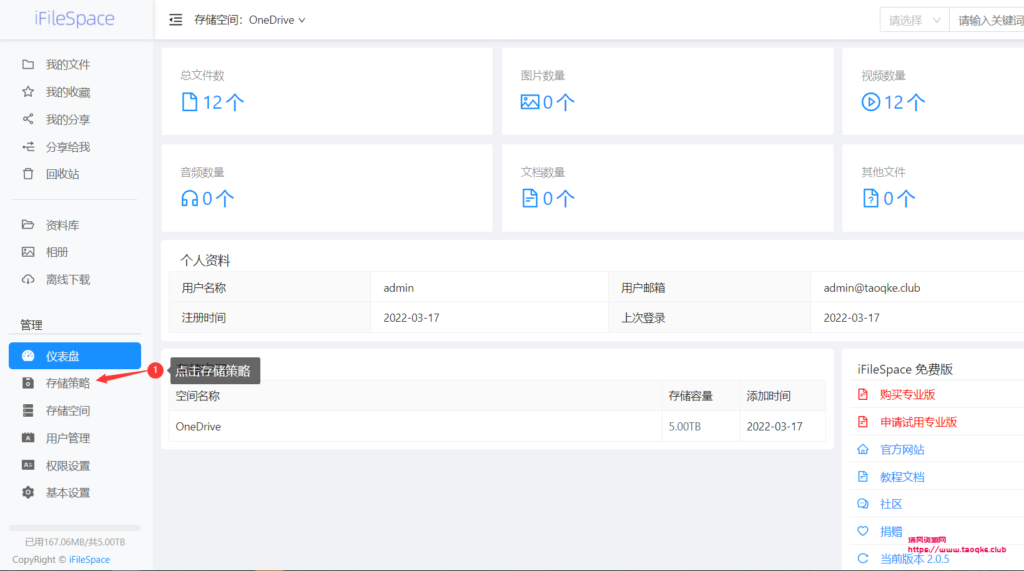 iFileSpace
存储空间：OneDrive
请选择
请输入关键词
我的文件
我的收藏
我的分享
分享给我
回收站
资料库
相册
离线下载
管理
仪表盘
存储策略
存储空间
用户管理
权限设置
基本设置
已用167.06MB/共5.00TB
CopyRight © iFileSpace
总文件数
12 个
图片数量
0 个
视频数量
12 个
音频数量
0 个
文档数量
0 个
其他文件
0 个
个人资料
用户名称 admin 用户邮箱 admin@taoqke.club
注册时间 2022-03-17 上次登录 2022-03-17
1 点击存储策略
空间名称 存储容量 添加时间
OneDrive 5.00TB 2022-03-17
iFileSpace 免费版
购买专业版
申请试用专业版
官方网站
教程文档
社区
捐赠
当前版本 2.0.5
https://www.taoqke.club